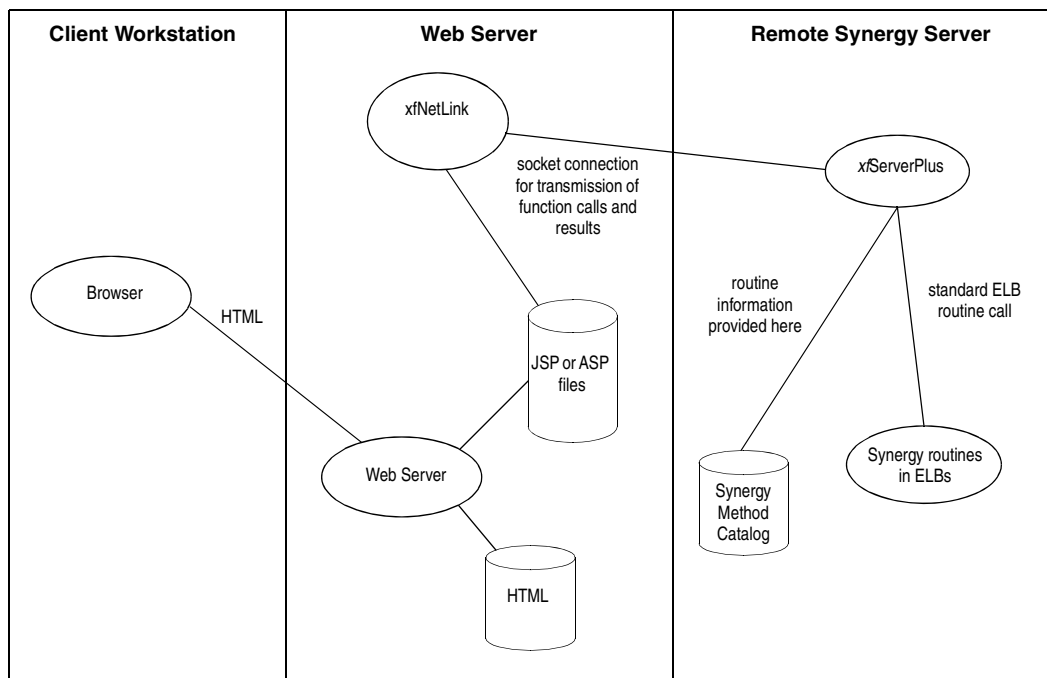 Client Workstation
Web Server
Remote Synergy Server
xfNetLink
xfServerPlus
socket connection
for transmission of
function calls and
results
Browser
HTML
routine
information
provided here
standard ELB
routine call
JSP or ASP
files
Web Server
Synergy routines
in ELBs
Synergy
Method
Catalog
HTML